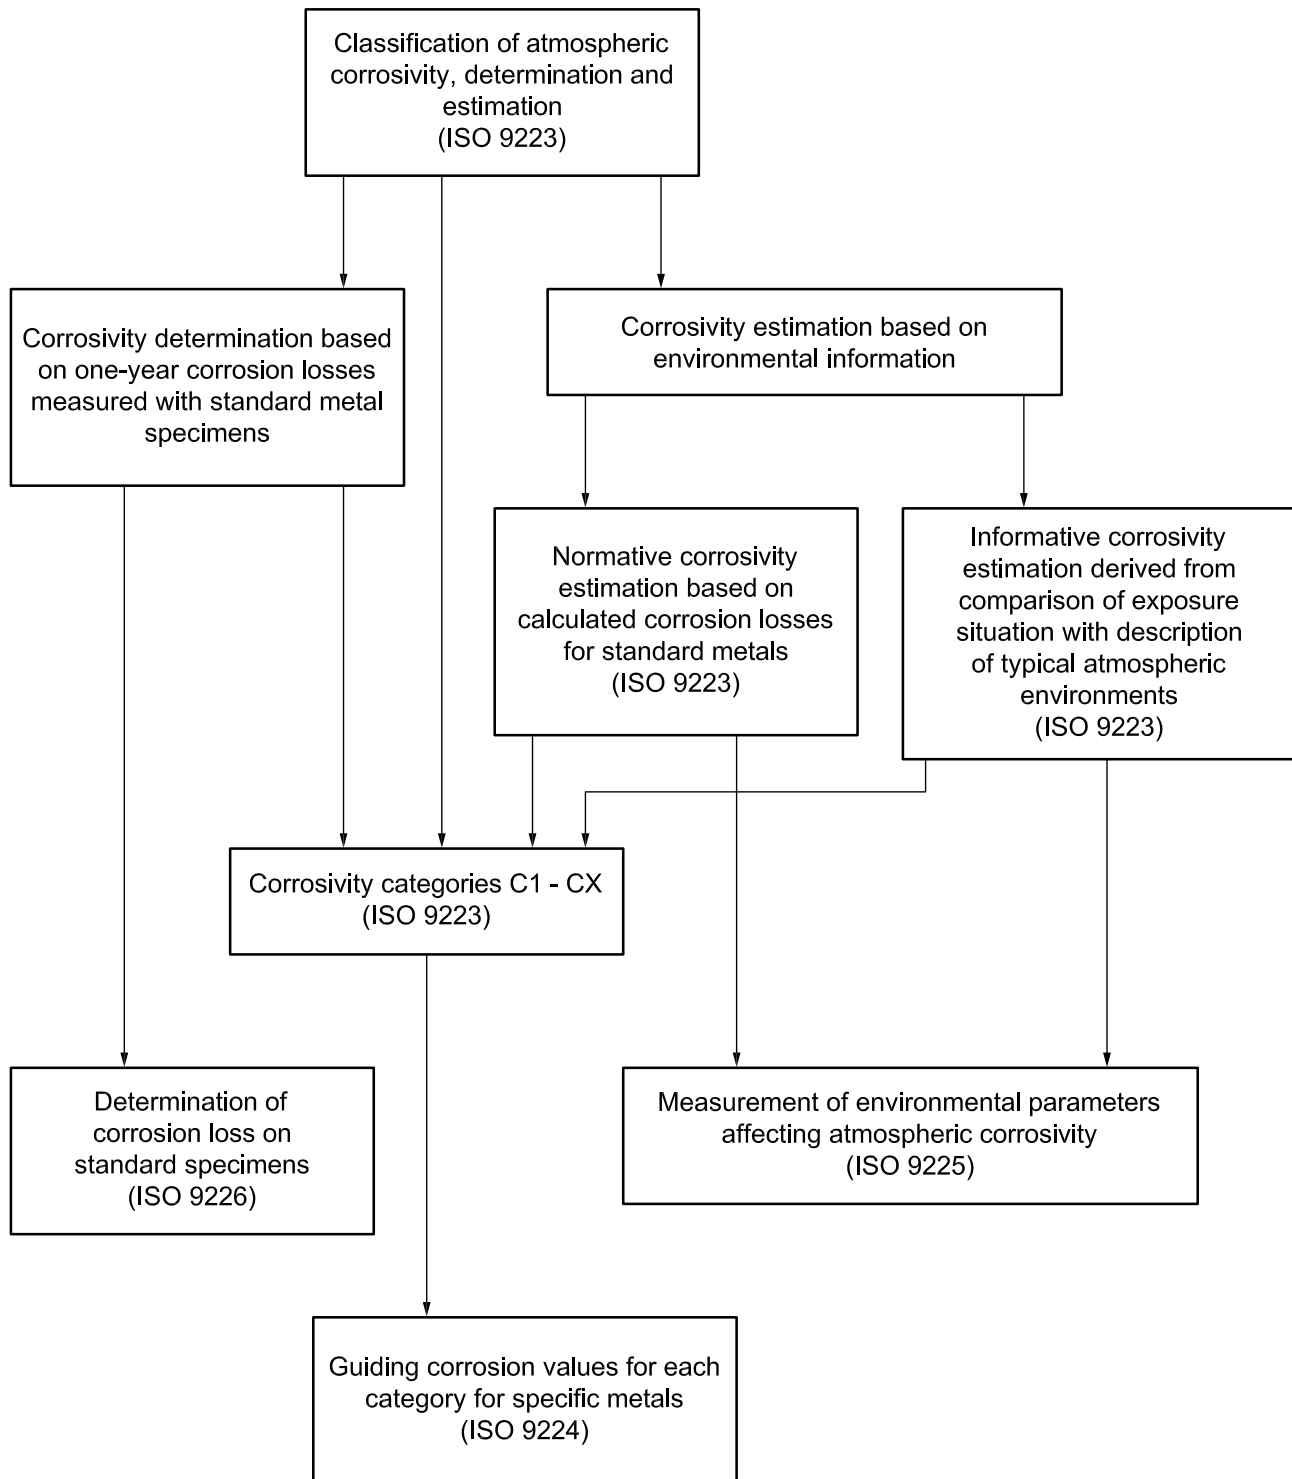 Classification of atmospheric
corrosivity, determination and
estimation
(ISO 9223)
Corrosivity determination based
on one-year corrosion losses
measured with standard metal
specimens
Corrosivity estimation based on
environmental information
Normative corrosivity
estimation based on
calculated corrosion losses
for standard metals
(ISO 9223)
Informative corrosivity
estimation derived from
comparison of exposure
situation with description
of typical atmospheric
environments
(ISO 9223)
Corrosivity categories C1 - CX
(ISO 9223)
Determination of
corrosion loss on
standard specimens
(ISO 9226)
Measurement of environmental parameters
affecting atmospheric corrosivity
(ISO 9225)
Guiding corrosion values for each
category for specific metals
(ISO 9224)